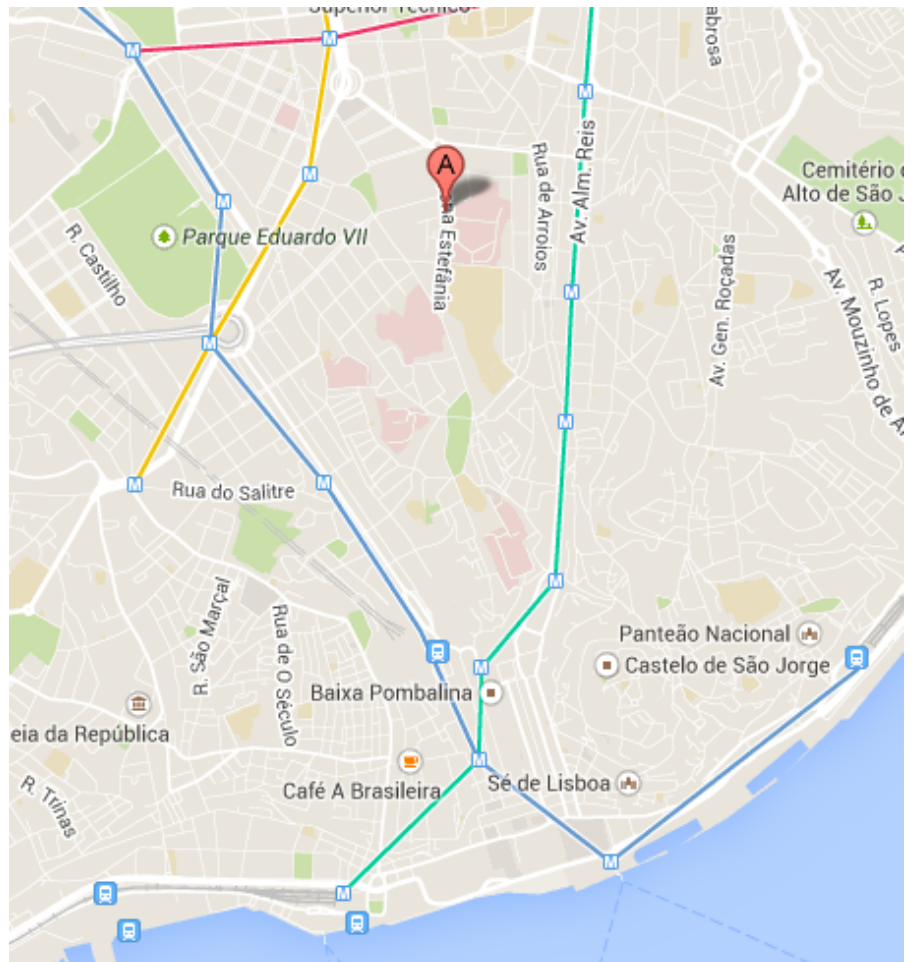 Superior Técnico
abrosa
M
M
M
Av. Alm. Reis
Rua de Arroios
A
M
na Estefânia
Cemitério d
Alto de São J
M
Parque Eduardo VII
R. Castilho
Av. Gen. Roçadas
Av. Mouzinho de A
R. Lopes
M
M
M
M
M
Rua do Salitre
M
M
R. São Marçal
Rua de O Século
Panteão Nacional
Castelo de São Jorge
M
Baixa Pombalina
eia da República
M
Café A Brasileira
Sé de Lisboa
R. Trinas
M
M